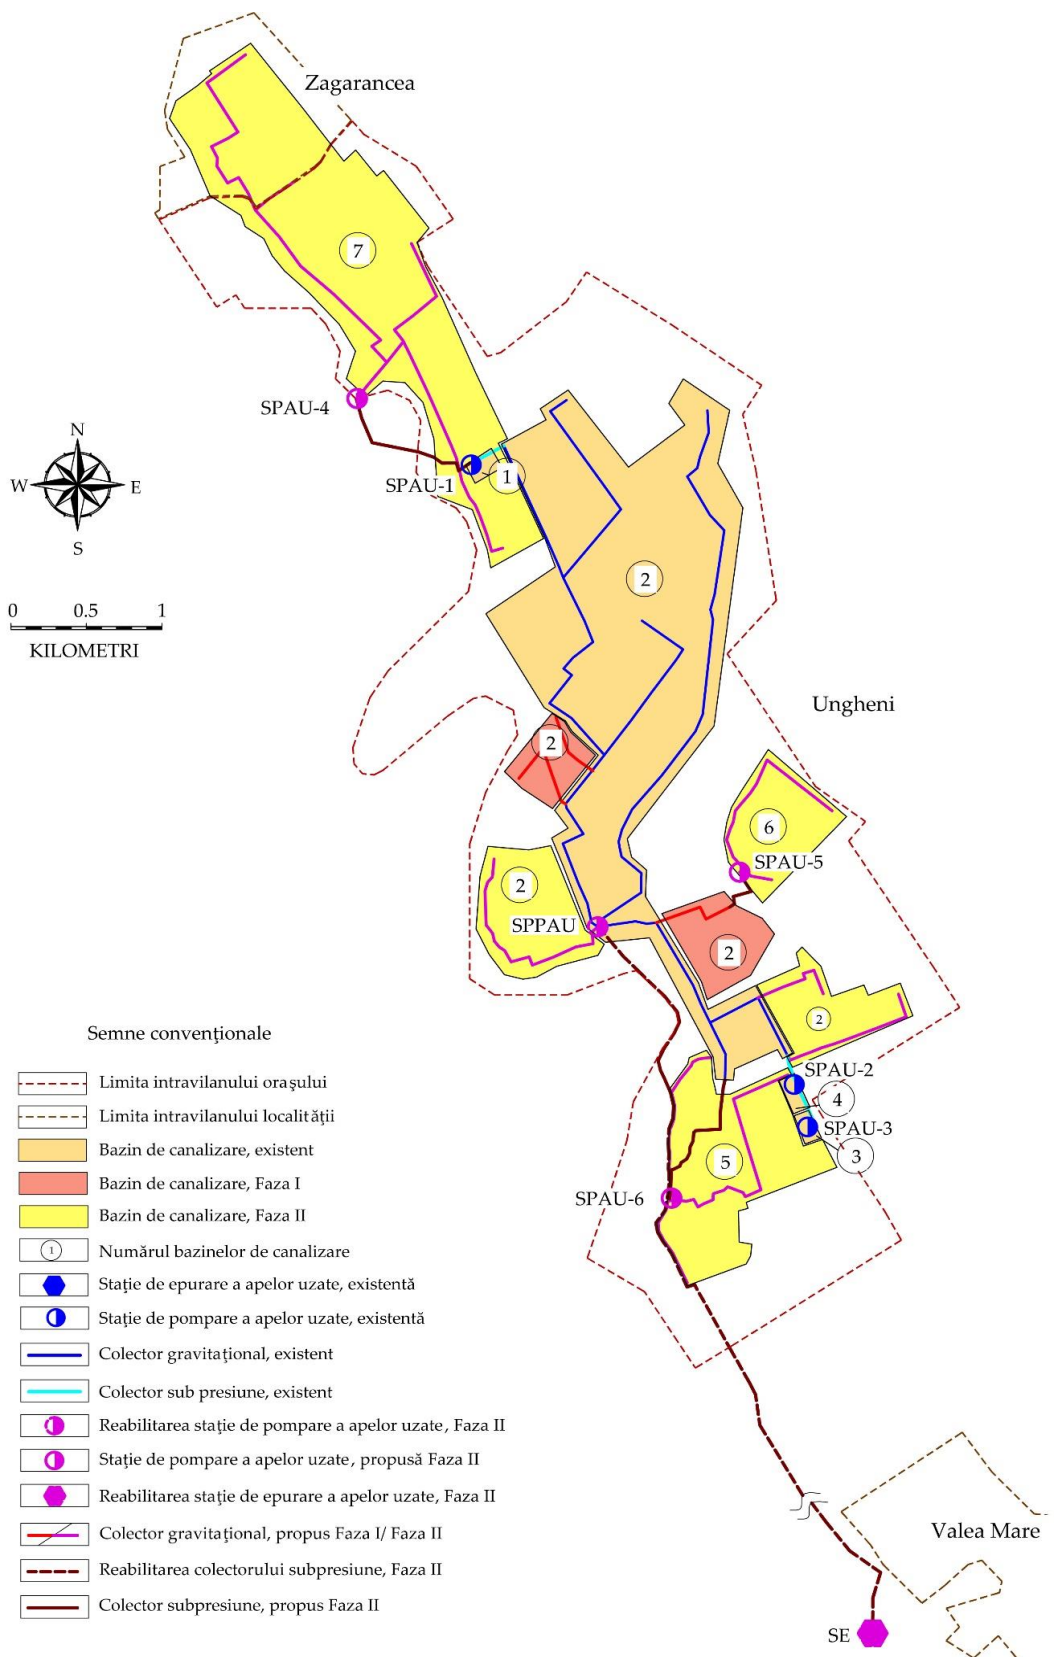 Zagarancea
7
SPAU-4
N
W
E
S
SPAU-1
1
2
0 0.5 1
KILOMETRI
Ungheni
2
6
SPAU-5
2
SPPAU
2
2
SPAU-2
4
SPAU-3
3
5
SPAU-6
Semne convenţionale
Limita intravilanului oraşului
Limita intravilanului localităţii
Bazin de canalizare, existent
Bazin de canalizare, Faza I
Bazin de canalizare, Faza II
1
Numărul bazinelor de canalizare
Staţie de epurare a apelor uzate, existentă
Staţie de pompare a apelor uzate, existentă
Colector gravitaţional, existent
Colector sub presiune, existent
Reabilitarea staţie de pompare a apelor uzate, Faza II
Staţie de pompare a apelor uzate, propusă Faza II
Reabilitarea staţie de epurare a apelor uzate, Faza II
Colector gravitaţional, propus Faza I/ Faza II
Reabilitarea colectorului subpresiune, Faza II
Colector subpresiune, propus Faza II
Valea Mare
SE